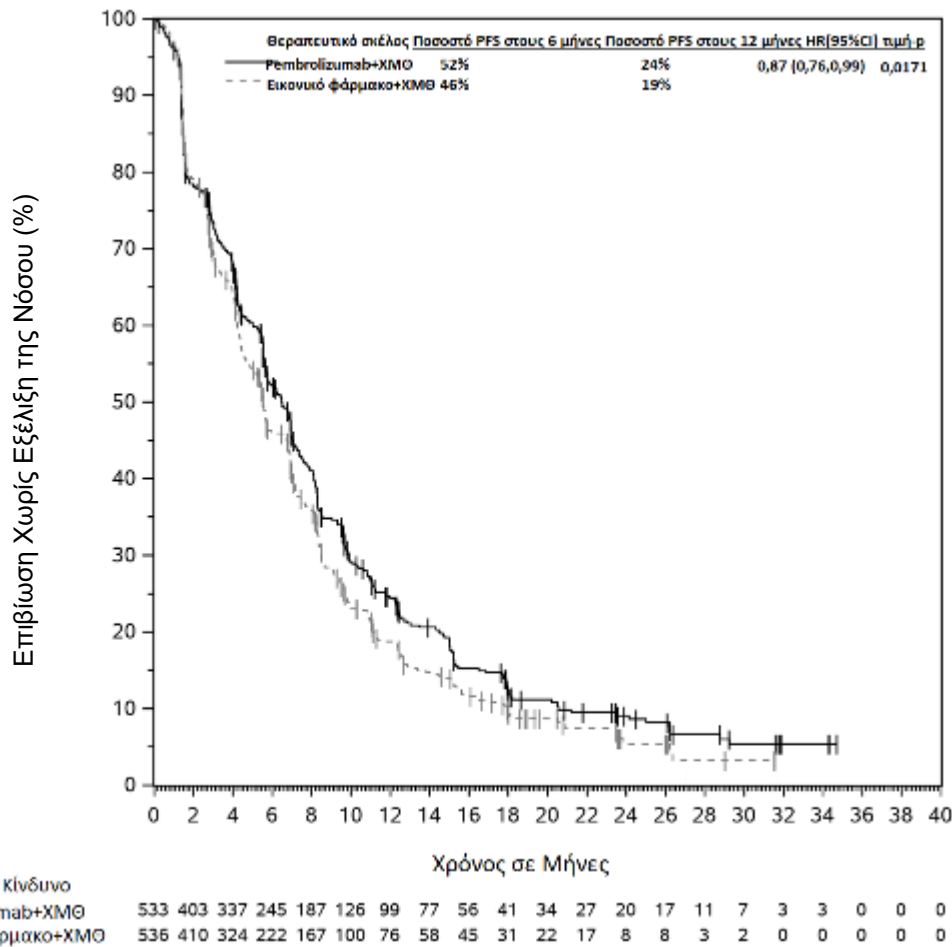 Επιβίωση Χωρίς Εξέλιξη της Νόσου (%)
100
90
80
70
60
50
40
30
20
10
0
Θεραπευτικό σκέλος Ποσοστό PFS στους 6 μήνες Ποσοστό PFS στους 12 μήνες HR[95%CI] τιμή-p
Pembrolizumab+ΧΜΘ 52% 24% 0,87 (0,76,0,99) 0,0171
Εικονικό φάρμακο+ΧΜΘ 46% 19%
0 2 4 6 8 10 12 14 16 18 20 22 24 26 28 30 32 34 36 38 40
Χρόνος σε Μήνες
Κίνδυνο
mab+ΧΜΘ 533 403 337 245 187 126 99 77 56 41 34 27 20 17 11 7 3 3 0 0 0
ρμακο+ΧΜΘ 536 410 324 222 167 100 76 58 45 31 22 17 8 8 3 2 0 0 0 0 0